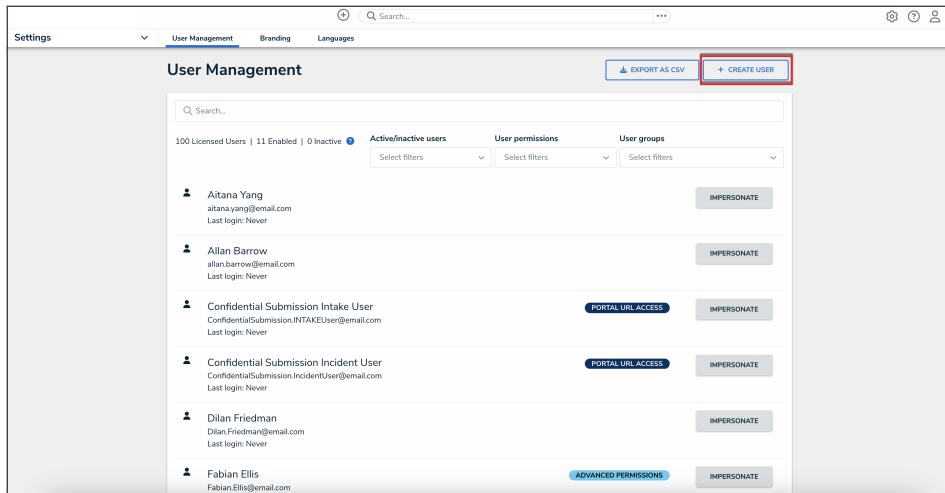 Search...
Settings
User Management Branding Languages
User Management
EXPORT AS CSV
+ CREATE USER
Search...
100 Licensed Users | 11 Enabled | 0 Inactive ?
Active/inactive users
Select filters
User permissions
Select filters
User groups
Select filters
Aitana Yang
aitana.yang@email.com
Last login: Never
IMPERSONATE
Allan Barrow
allan.barrow@email.com
Last login: Never
IMPERSONATE
Confidential Submission Intake User
ConfidentialSubmission.INTAKEUser@email.com
Last login: Never
PORTAL URL ACCESS
IMPERSONATE
Confidential Submission Incident User
ConfidentialSubmission.IncidentUser@email.com
Last login: Never
PORTAL URL ACCESS
IMPERSONATE
Dilan Friedman
Dilan.Friedman@email.com
Last login: Never
IMPERSONATE
Fabian Ellis
Fabian.Ellis@email.com
ADVANCED PERMISSIONS
IMPERSONATE